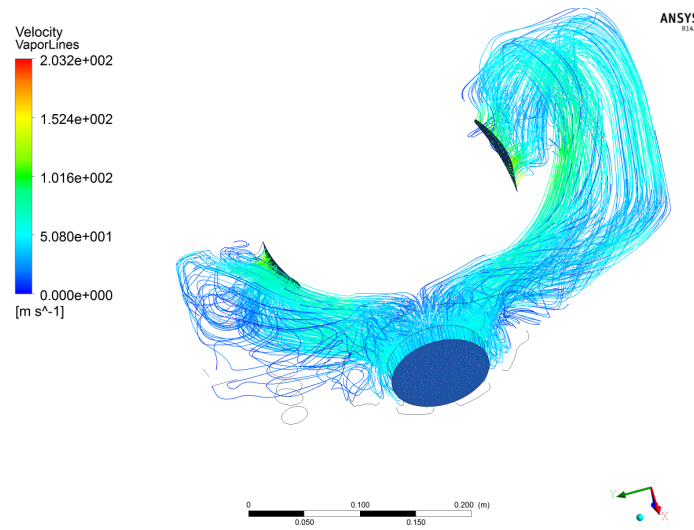 Velocity
VaporLines
2.032e+002
1.524e+002
1.016e+002
5.080e+001
0.000e+000
[m s^-1]
ANSYS
R14
0 0.100 0.200 (m)
0.050 0.150
Y
X